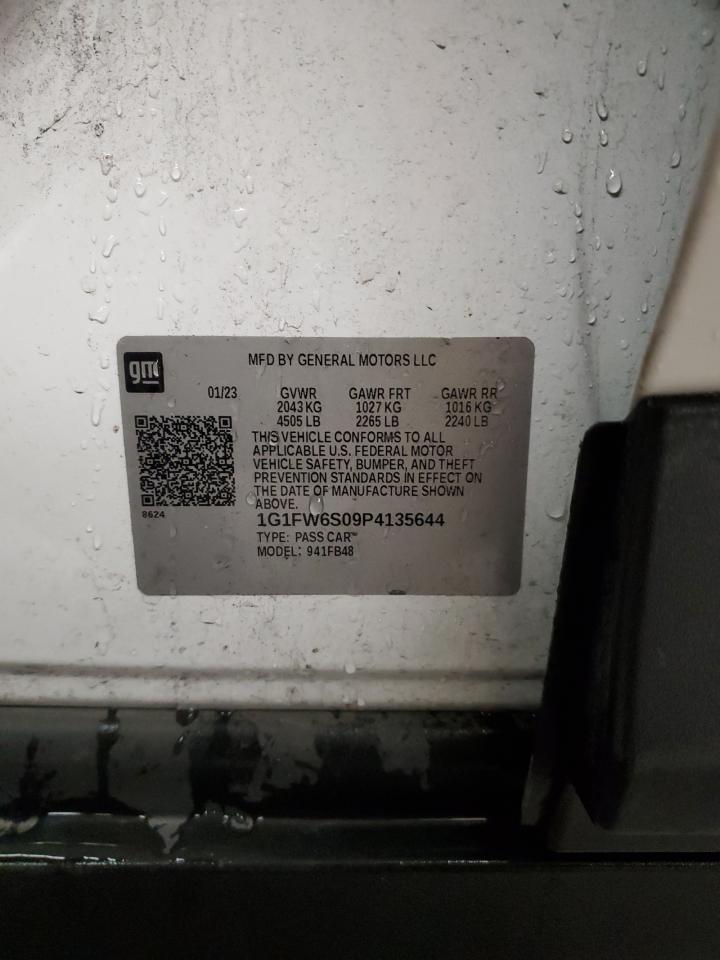 gm
MFD BY GENERAL MOTORS LLC
01/23 GVWR GAWR FRT GAWR RR
2043 KG 1027 KG 1016 KG
4505 LB 2265 LB 2240 LB
THIS VEHICLE CONFORMS TO ALL
APPLICABLE U.S. FEDERAL MOTOR
VEHICLE SAFETY, BUMPER, AND THEFT
PREVENTION STANDARDS IN EFFECT ON
THE DATE OF MANUFACTURE SHOWN
ABOVE.
8624
1G1FW6S09P4135644
TYPE: PASS CAR
MODEL: 941FB48